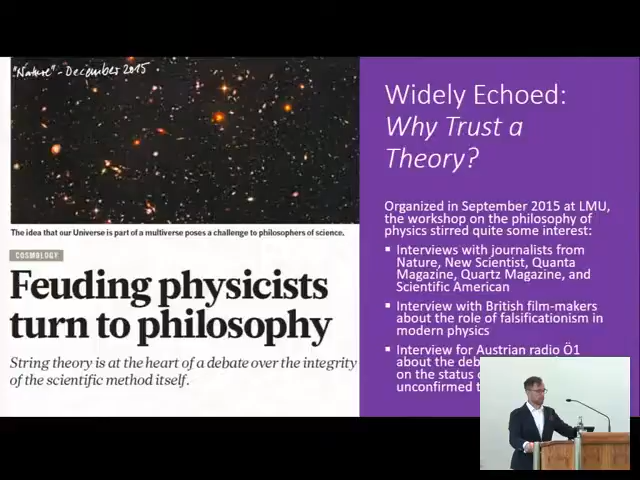 "Nature" - December 2015
The idea that our Universe is part of a multiverse poses a challenge to philosophers of science.
COSMOLOGY
Feuding physicists
turn to philosophy
String theory is at the heart of a debate over the integrity
of the scientific method itself.
Widely Echoed:
Why Trust a
Theory?
Organized in September 2015 at LMU,
the workshop on the philosophy of
physics stirred quite some interest:
▪ Interviews with journalists from
Nature, New Scientist, Quanta
Magazine, Quartz Magazine, and
Scientific American
▪ Interview with British film-makers
about the role of falsificationism in
modern physics
▪ Interview for Austrian radio Ö1
about the
on the status
unconfirmed